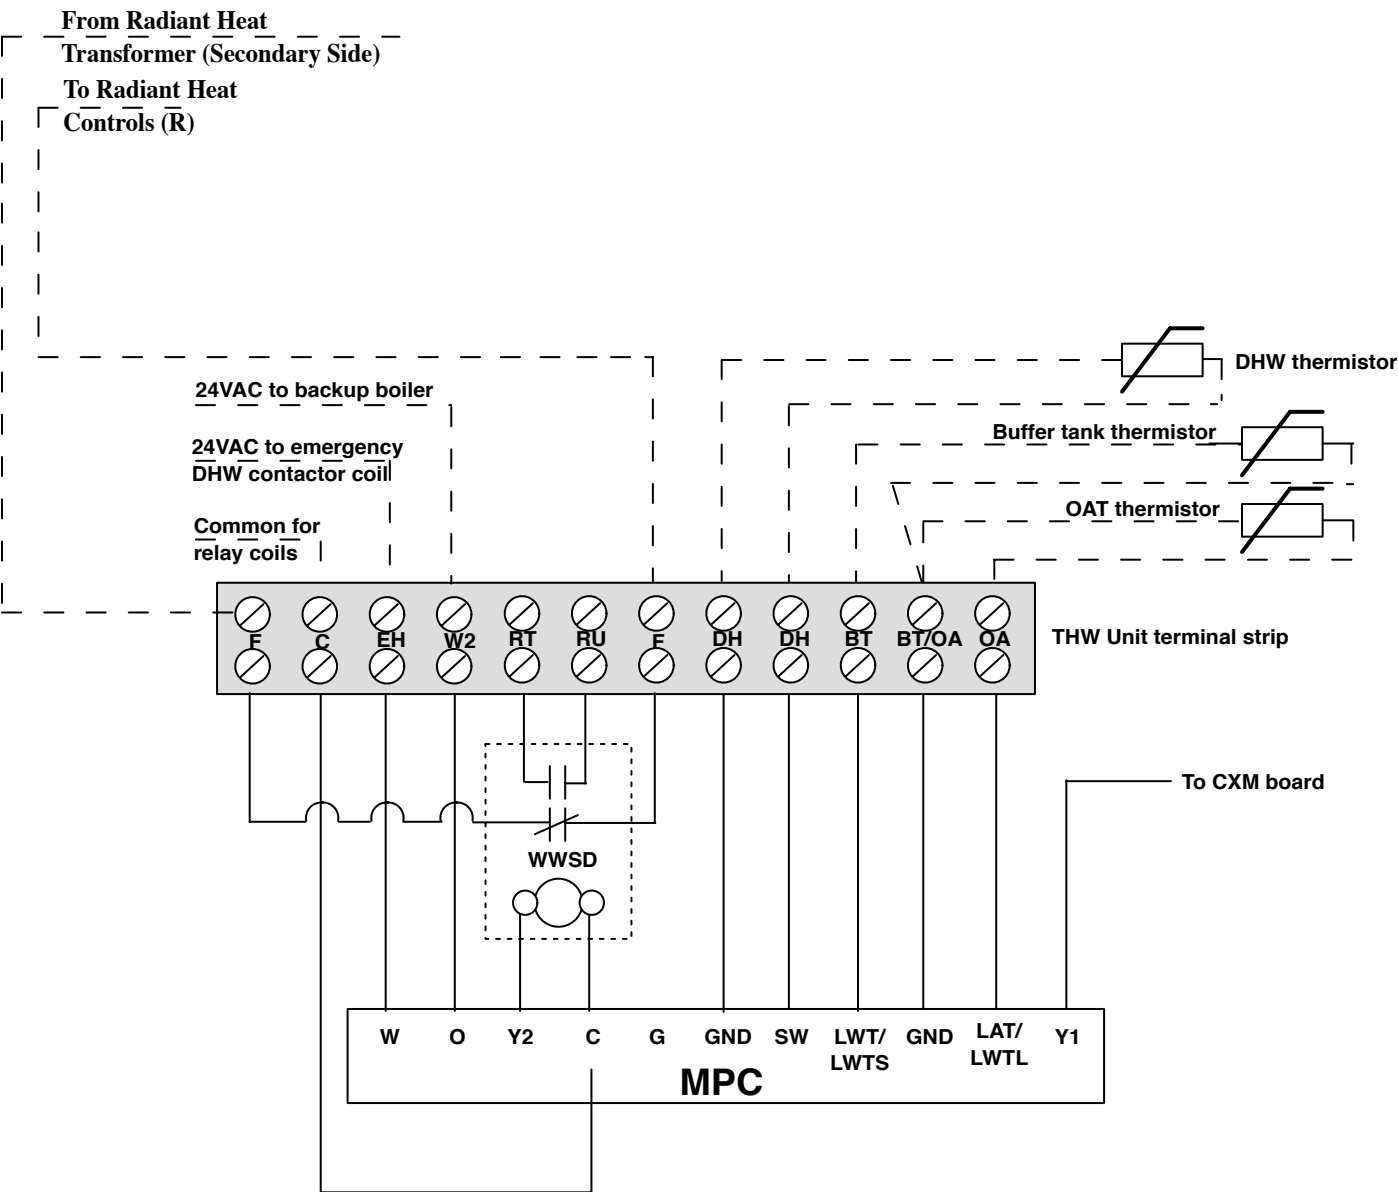 From Radiant Heat
Transformer (Secondary Side)
To Radiant Heat
Controls (R)
DHW thermistor
24VAC to backup boiler
Buffer tank thermistor
24VAC to emergency
DHW contactor coil
OAT thermistor
Common for
relay coils
F C EH W2 RT RU F DH DH BT BT/OA OA
THW Unit terminal strip
To CXM board
WWSD
W O Y2 C G GND SW LWT/ GND LAT/ Y1
LWTS LWTL
MPC